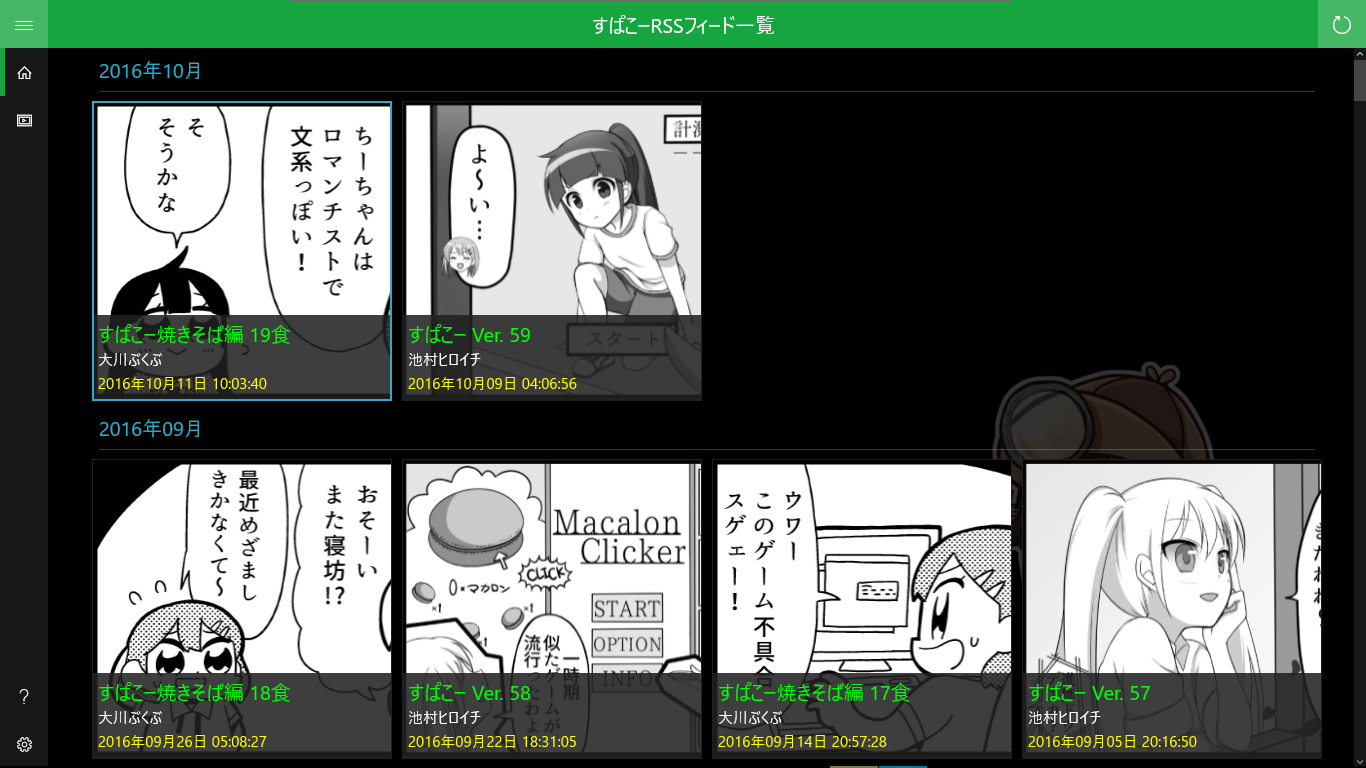 すぱこーRSSフィード一覧
2016年10月
ちーちゃんは
ロマンチストで
文系っぽい!
そ
そうかな
すぱこー焼きそば編 19食
大川ぶくぶ
2016年10月11日 10:03:40
計測
よ～い…
スタート
すぱこー Ver. 59
池村ヒロイチ
2016年10月09日 04:06:56
2016年09月
おそーい
また寝坊!?
最近めざまし
きかなくて～
すぱこー焼きそば編 18食
大川ぶくぶ
2016年09月26日 05:08:27
Macalon
Clicker
CLICK
0×マカロン
×1
×1
START
OPTION
INFO
一時期
似たゲームが
流行ったわよ
すぱこー Ver. 58
池村ヒロイチ
2016年09月22日 18:31:05
ウワー
このゲーム不具合
スゲェー!
すぱこー焼きそば編 17食
大川ぶくぶ
2016年09月14日 20:57:28
すぱこー Ver. 57
池村ヒロイチ
2016年09月05日 20:16:50